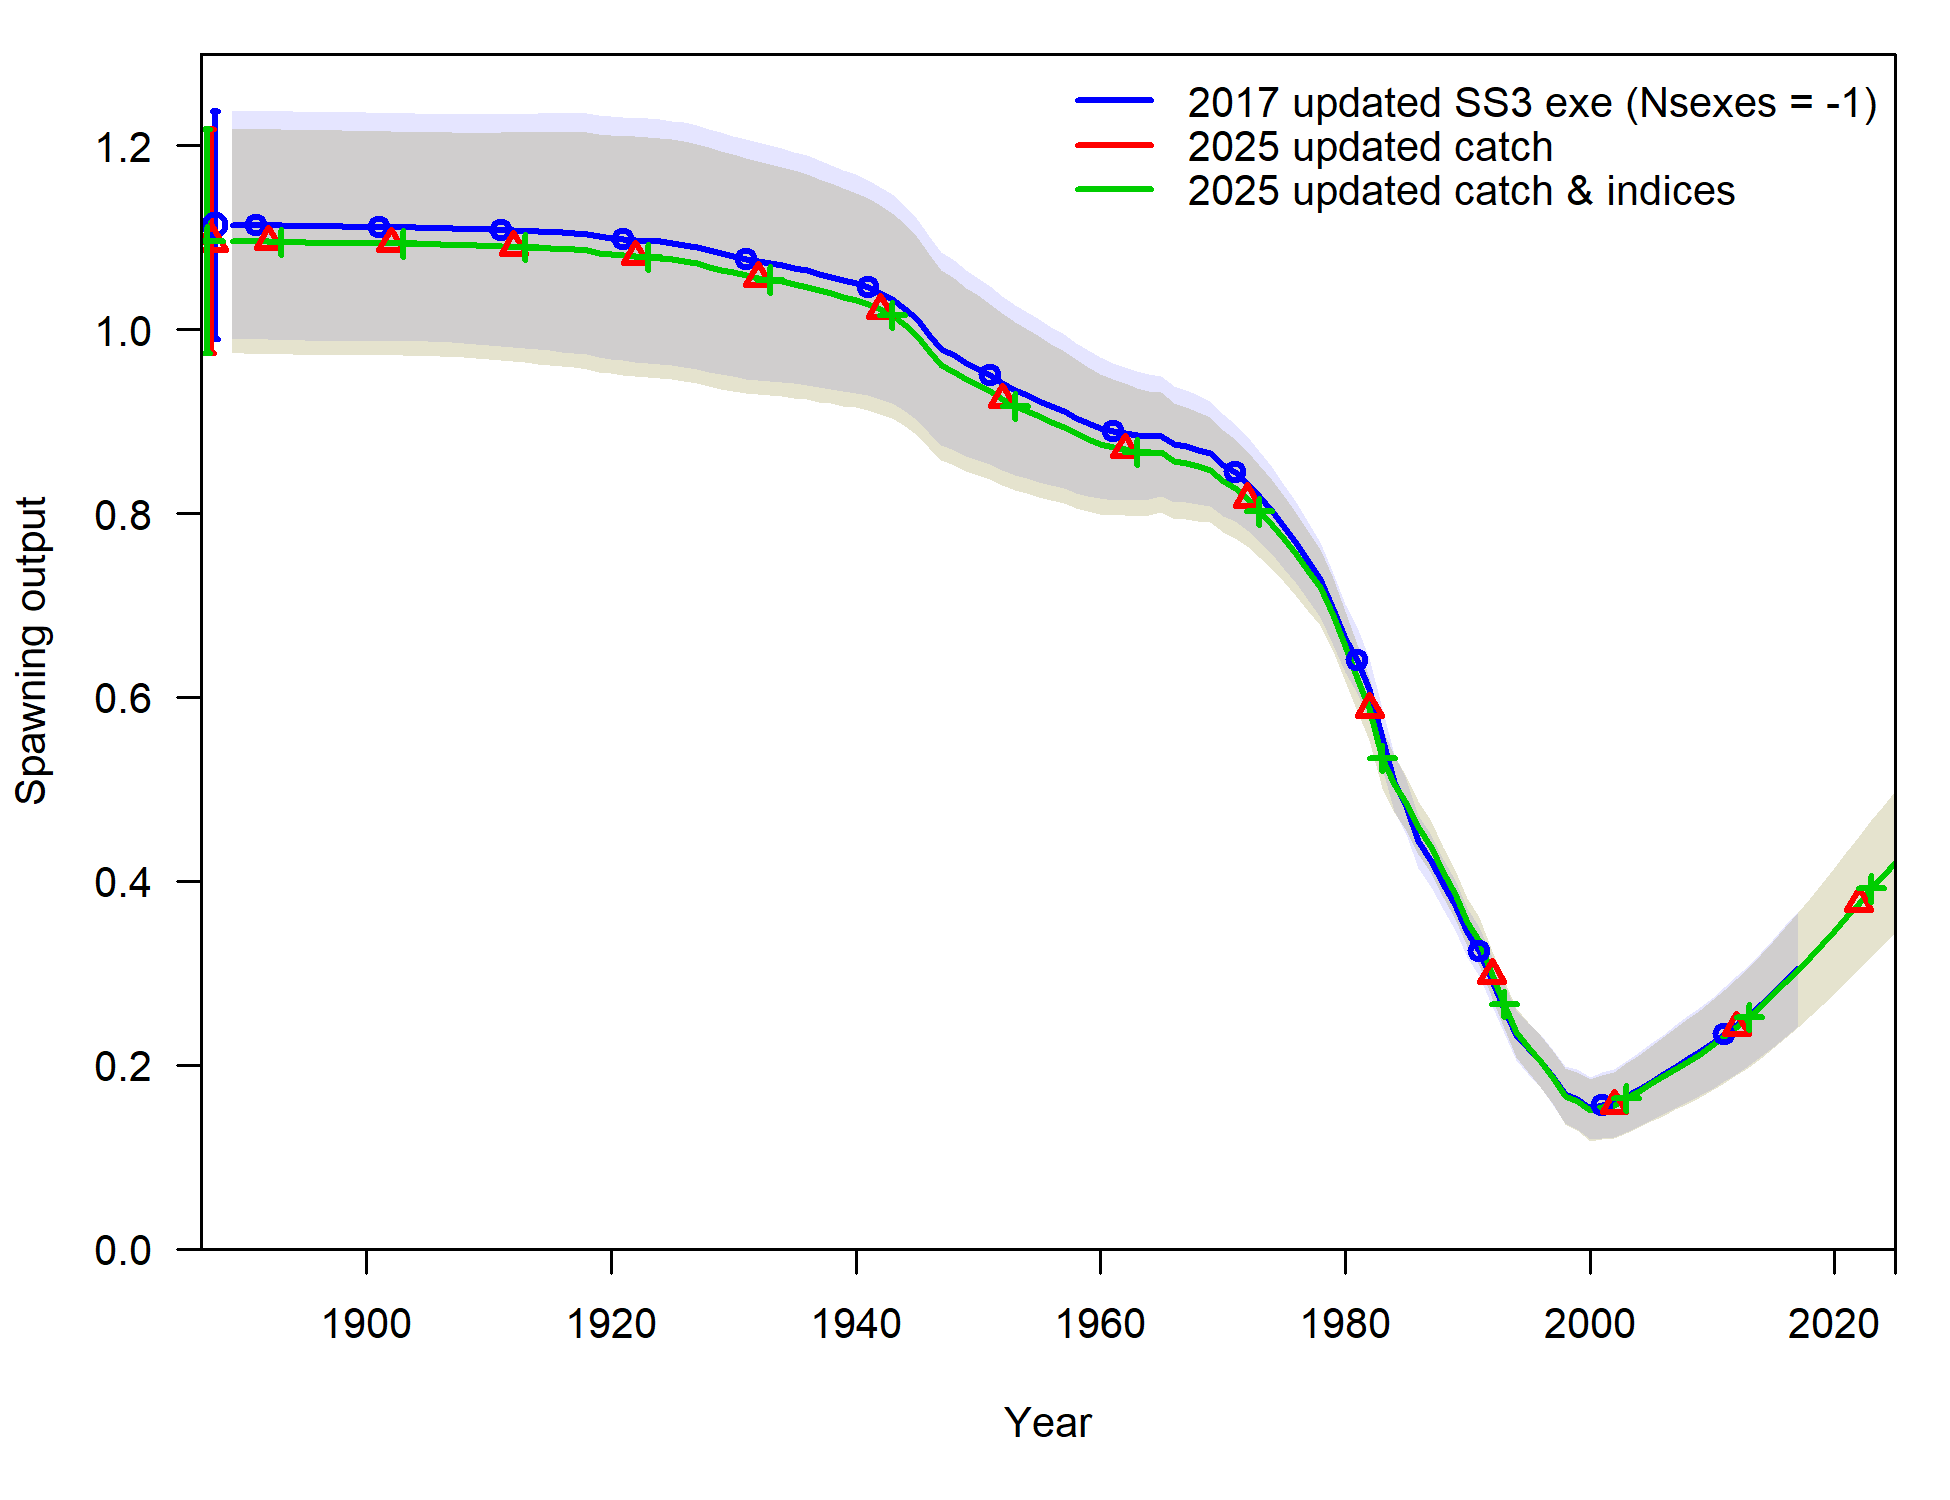 2017 updated SS3 exe (Nsexes = -1)
2025 updated catch
2025 updated catch & indices
Spawning output
1.2
1.0
0.8
0.6
0.4
0.2
0.0
1900 1920 1940 1960 1980 2000 2020
Year